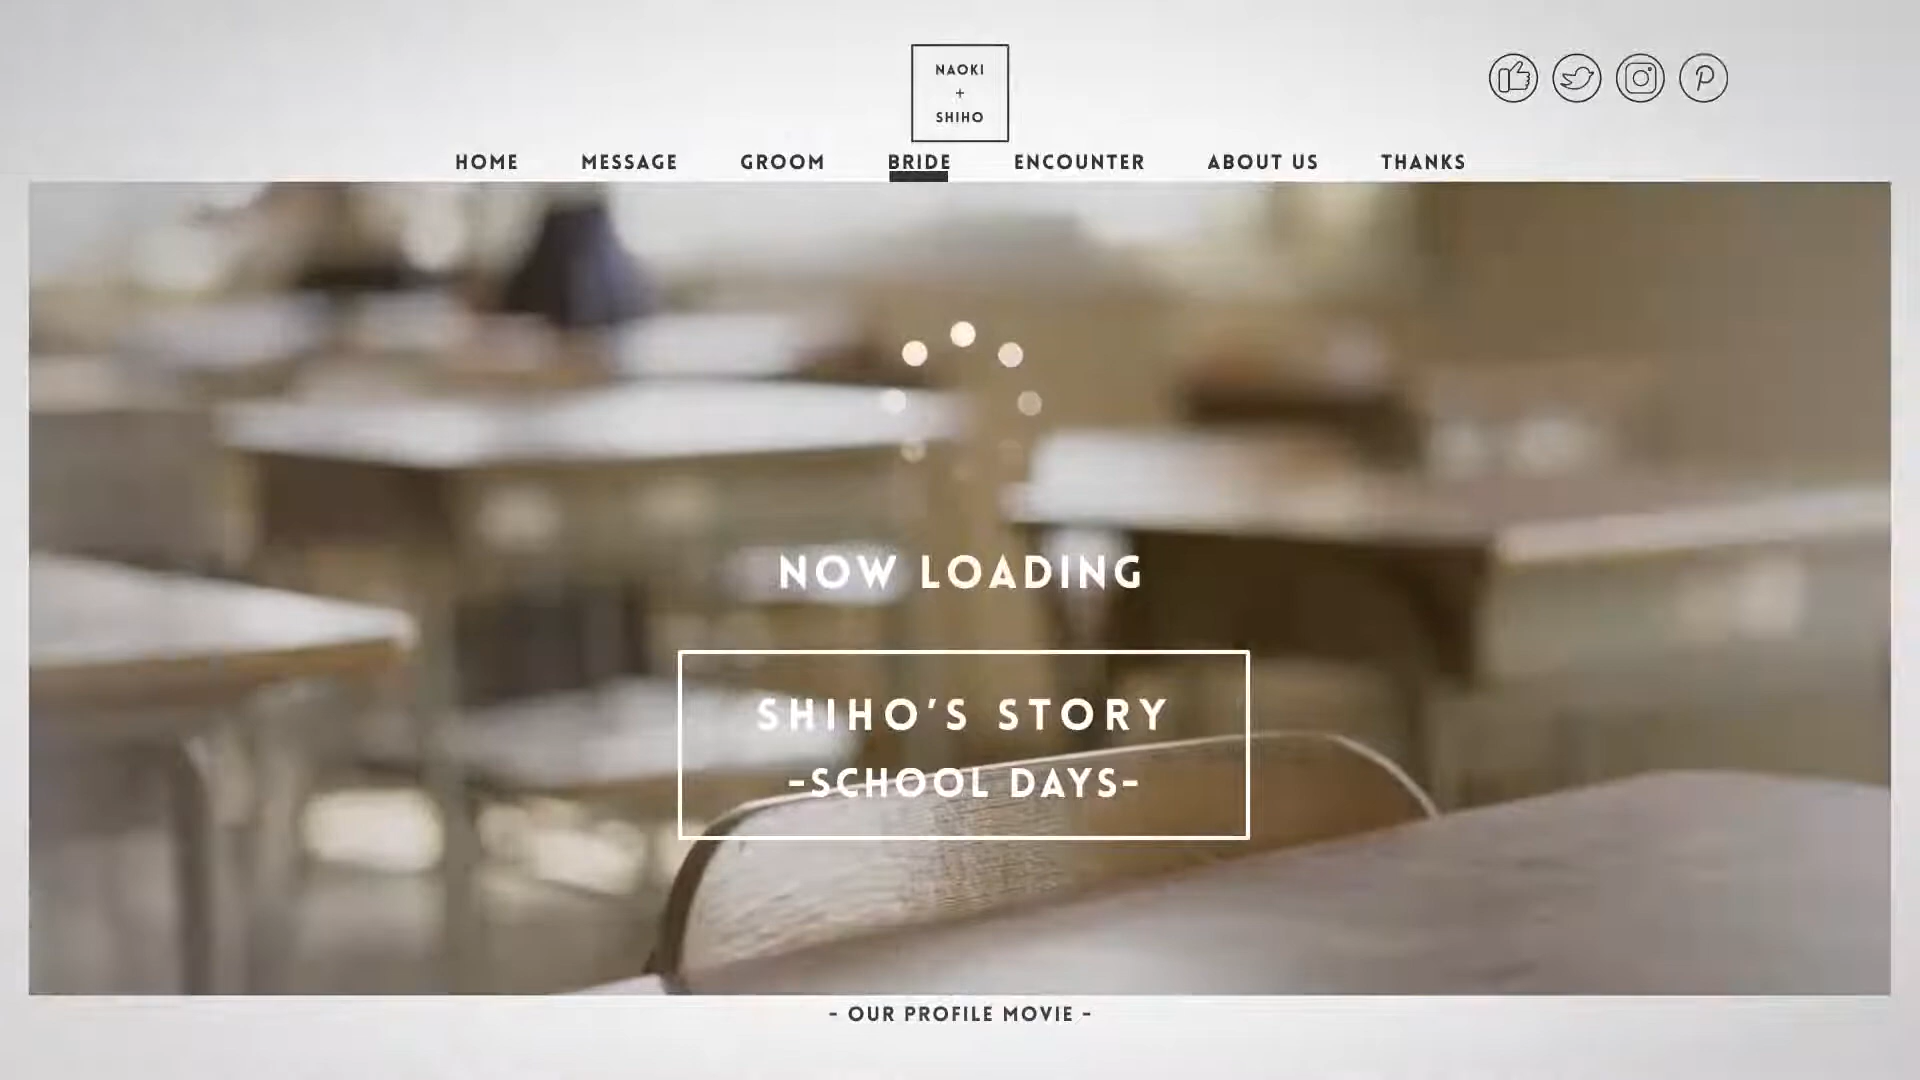 NAOKI
+
SHIHO
HOME MESSAGE GROOM BRIDE ENCOUNTER ABOUT US THANKS
NOW LOADING
SHIHO'S STORY
-SCHOOL DAYS-
- OUR PROFILE MOVIE -